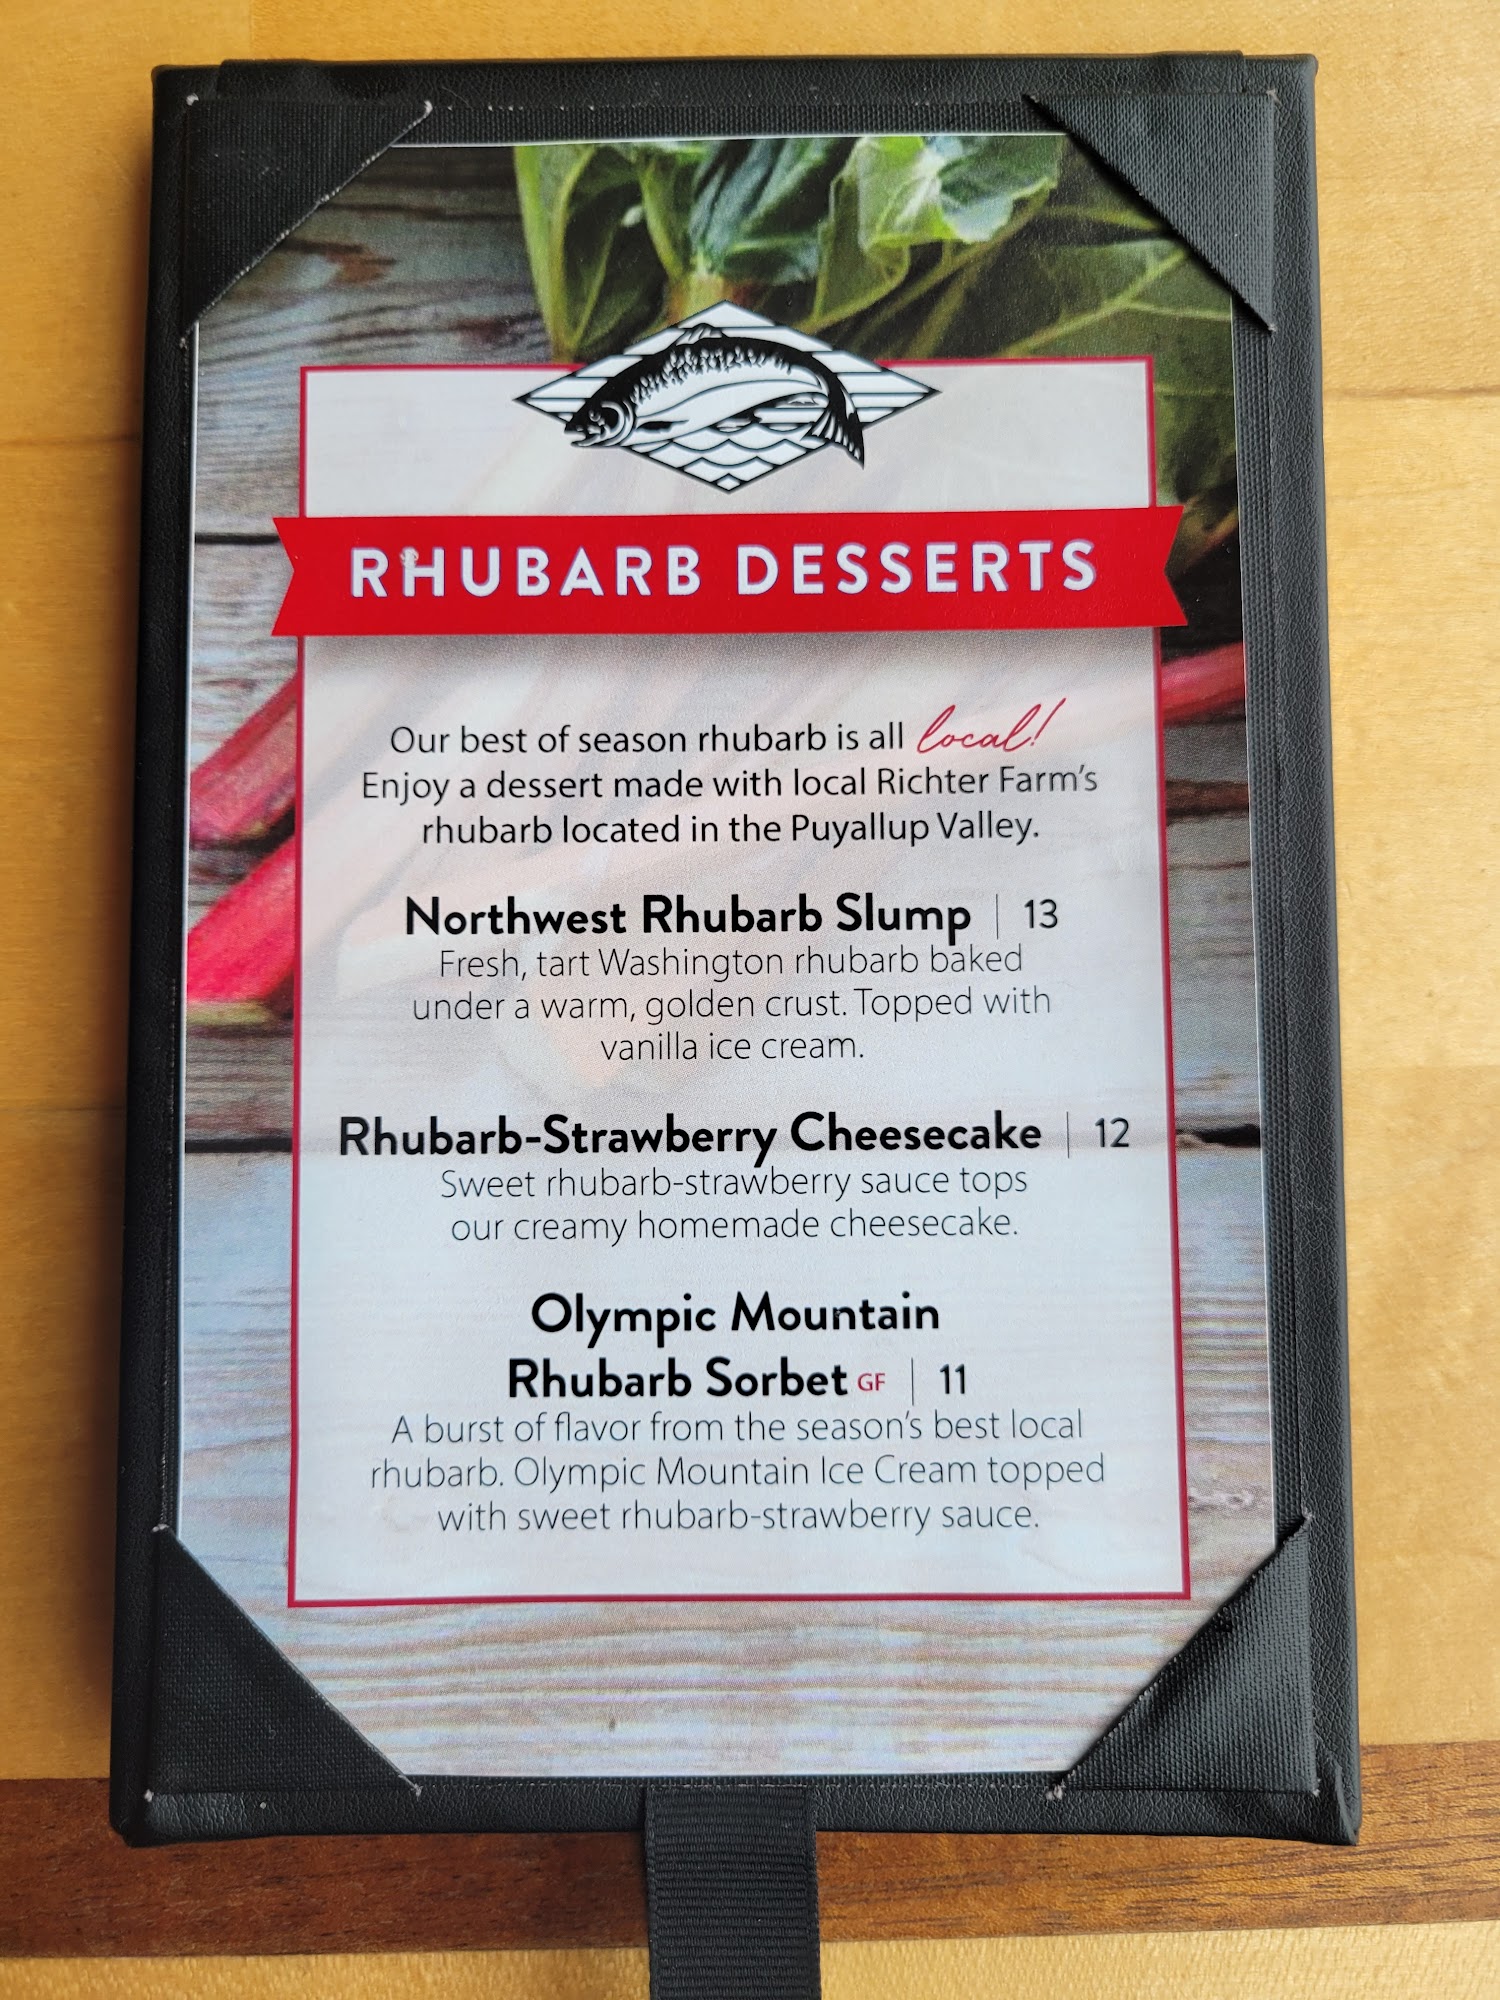 RHUBARB DESSERTS
Our best of season rhubarb is all local!
Enjoy a dessert made with local Richter Farm's
rhubarb located in the Puyallup Valley.
Northwest Rhubarb Slump | 13
Fresh, tart Washington rhubarb baked
under a warm, golden crust. Topped with
vanilla ice cream.
Rhubarb-Strawberry Cheesecake | 12
Sweet rhubarb-strawberry sauce tops
our creamy homemade cheesecake.
Olympic Mountain
Rhubarb Sorbet GF | 11
A burst of flavor from the season's best local
rhubarb. Olympic Mountain Ice Cream topped
with sweet rhubarb-strawberry sauce.